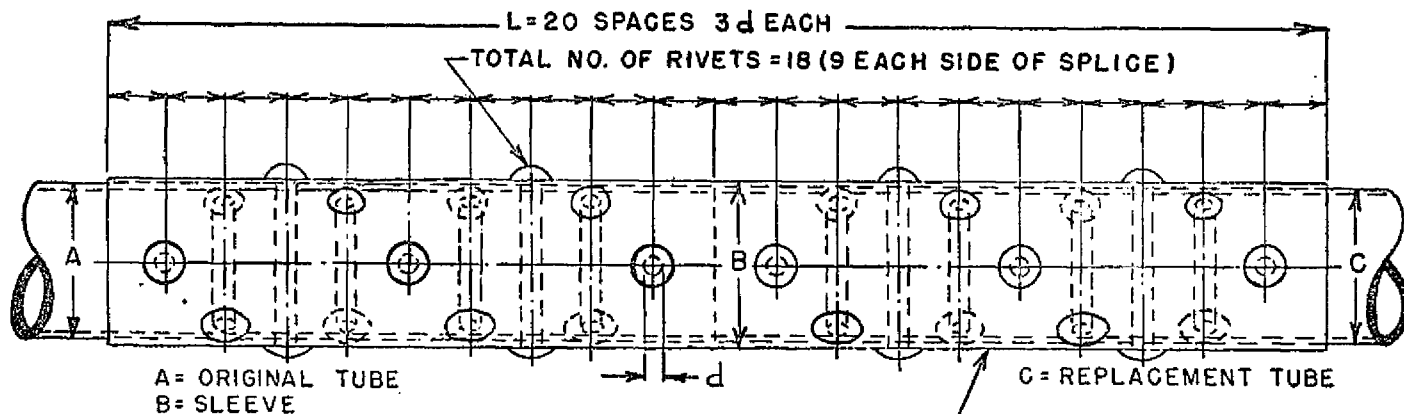 L=20 SPACES 3d EACH
TOTAL NO. OF RIVETS =18 (9 EACH SIDE OF SPLICE)
A
B
C
A= ORIGINAL TUBE
B= SLEEVE
d
C= REPLACEMENT TUBE